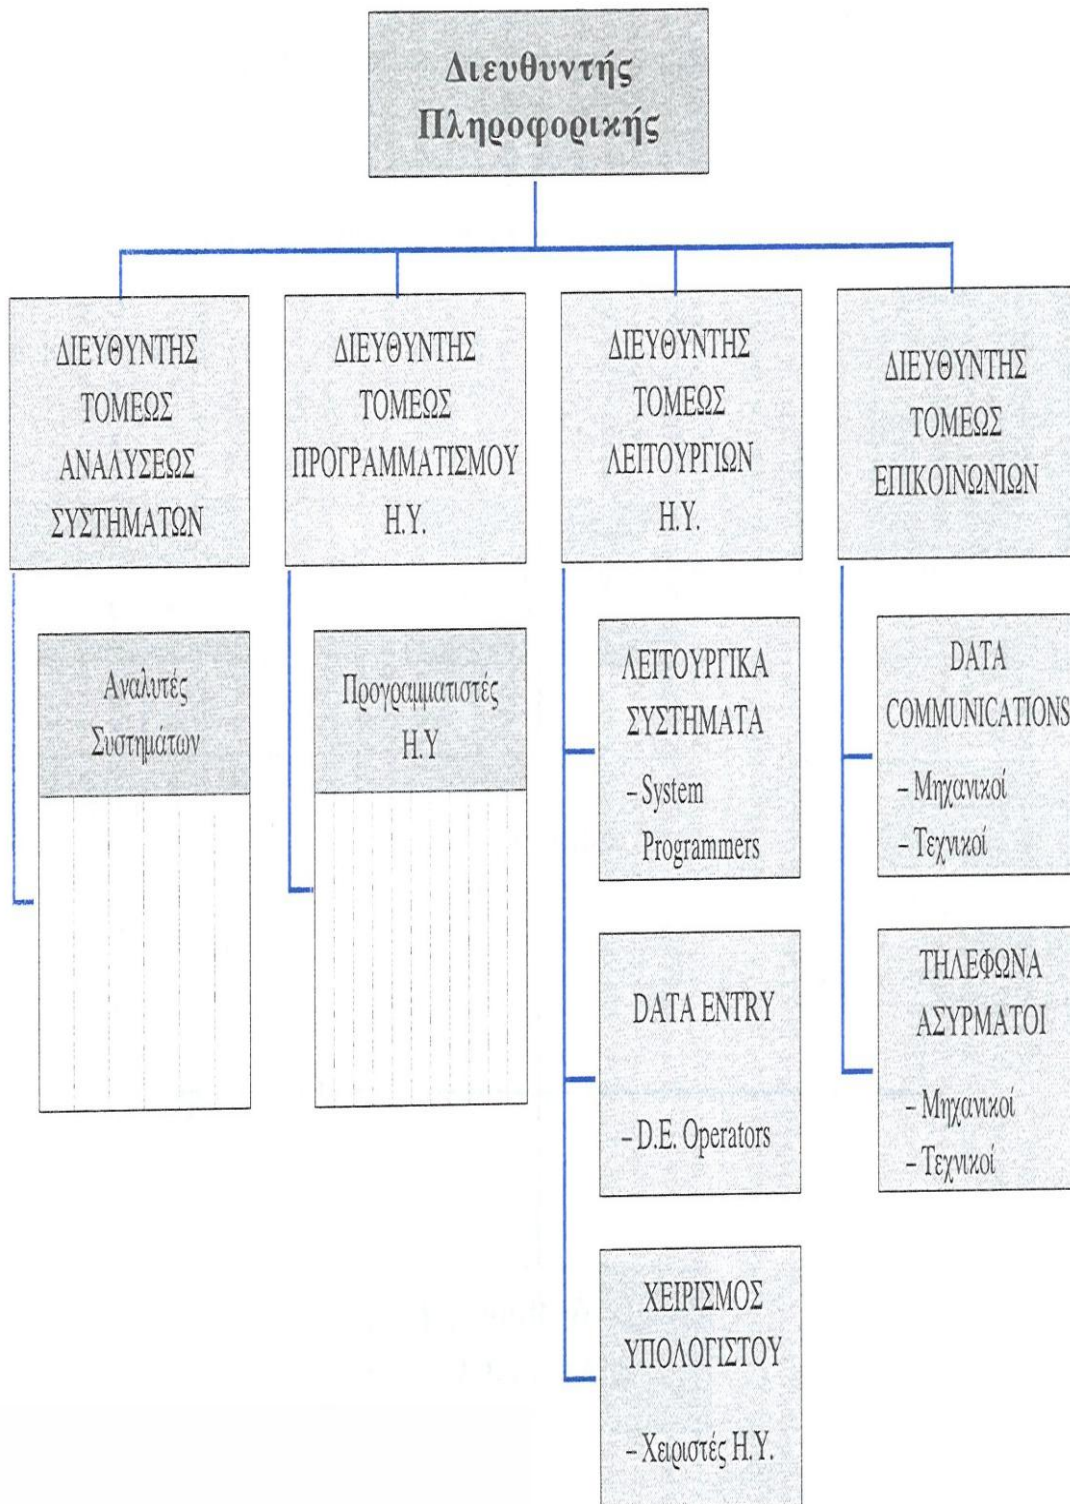 Διευθυντής
Πληροφορικής
ΔΙΕΥΘΥΝΤΗΣ
ΤΟΜΕΩΣ
ΑΝΑΛΥΣΕΩΣ
ΣΥΣΤΗΜΑΤΩΝ
ΔΙΕΥΘΥΝΤΗΣ
ΤΟΜΕΩΣ
ΠΡΟΓΡΑΜΜΑΤΙΣΜΟΥ
Η.Υ.
ΔΙΕΥΘΥΝΤΗΣ
ΤΟΜΕΩΣ
ΛΕΙΤΟΥΡΓΙΩΝ
Η.Υ.
ΔΙΕΥΘΥΝΤΗΣ
ΤΟΜΕΩΣ
ΕΠΙΚΟΙΝΩΝΙΩΝ
Αναλυτές
Συστημάτων
Προγραμματιστές
Η.Υ
ΛΕΙΤΟΥΡΓΙΚΑ
ΣΥΣΤΗΜΑΤΑ
– System
Programmers
DATA ENTRY
– D.E. Operators
ΧΕΙΡΙΣΜΟΣ
ΥΠΟΛΟΓΙΣΤΟΥ
– Χειριστές Η.Υ.
DATA
COMMUNICATIONS
– Μηχανικοί
– Τεχνικοί
ΤΗΛΕΦΩΝΑ
ΑΣΥΡΜΑΤΟΙ
– Μηχανικοί
– Τεχνικοί